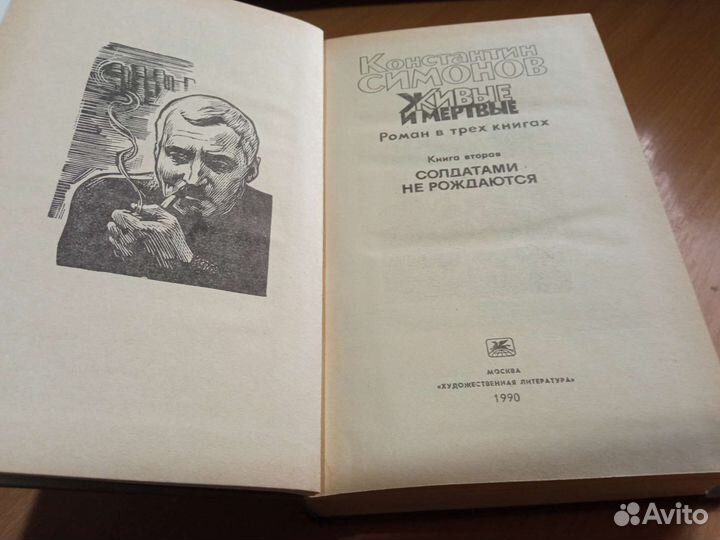 Константин
СИМОНОВ
ЖИВЫЕ
И МЕРТВЫЕ
Роман в трех книгах
Книга вторая
СОЛДАТАМИ
НЕ РОЖДАЮТСЯ
МОСКВА
«ХУДОЖЕСТВЕННАЯ ЛИТЕРАТУРА»
1990
Avito